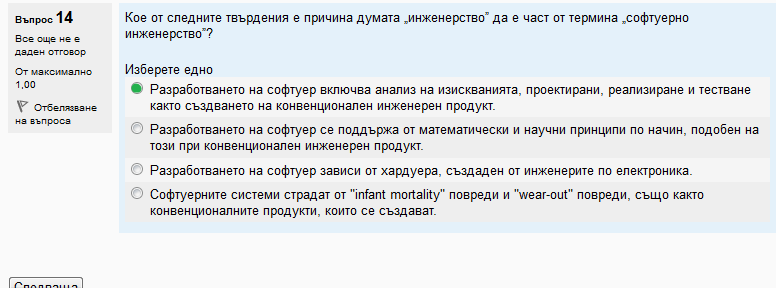 Въпрос 14
Все още не е
даден отговор
От максимално
1,00
Отбелязване
на въпроса
Кое от следните твърдения е причина думата „инженерство” да е част от термина „софтуерно
инженерство”?
Изберете едно
Разработването на софтуер включва анализ на изискванията, проектирани, реализиране и тестване
както създаването на конвенционален инженерен продукт.
Разработването на софтуер се поддържа от математически и научни принципи по начин, подобен на
този при конвенционален инженерен продукт.
Разработването на софтуер зависи от хардуера, създаден от инженерите по електроника.
Софтуерните системи страдат от "infant mortality" повреди и "wear-out" повреди, също както
конвенционалните продукти, които се създават.
Следваща